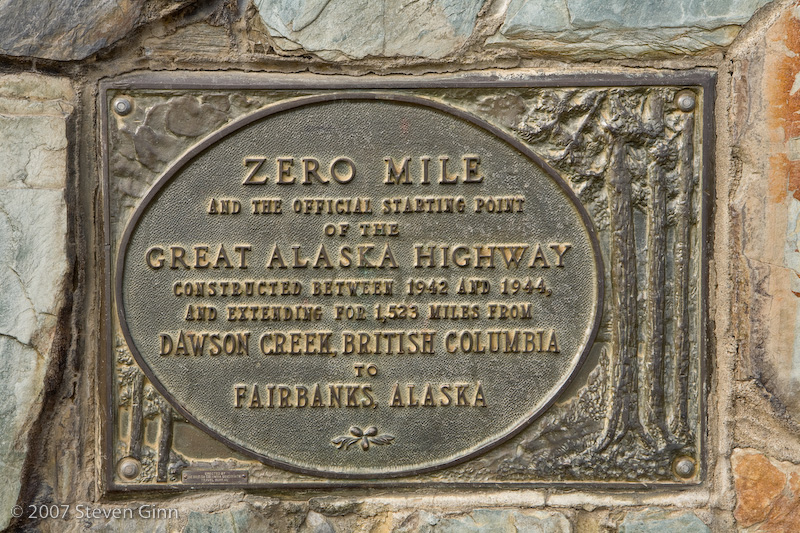 ZERO MILE
AND THE OFFICIAL STARTING POINT
OF THE
GREAT ALASKA HIGHWAY
CONSTRUCTED BETWEEN 1942 AND 1944,
AND EXTENDING FOR 1,523 MILES FROM
DAWSON CREEK, BRITISH COLUMBIA
TO
FAIRBANKS, ALASKA
© 2007 Steven Ginn